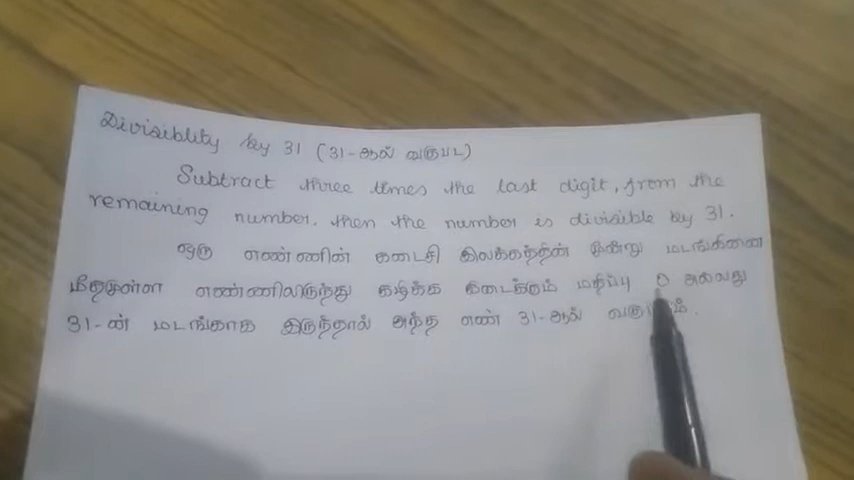 Divisiblity by 31 (31-ஆல் வகுபட)
Subtract three times the last digit, from the
remaining number. then the number is divisible by 31.
ஒரு எண்ணின் கடைசி இலக்கத்தின் மூன்று மடங்கினை
மீதமுள்ள எண்ணிலிருந்து கழிக்க கிடைக்கும் மதிப்பு 0 அல்லது
31-ன் மடங்காக இருந்தால் அந்த எண் 31-ஆல்